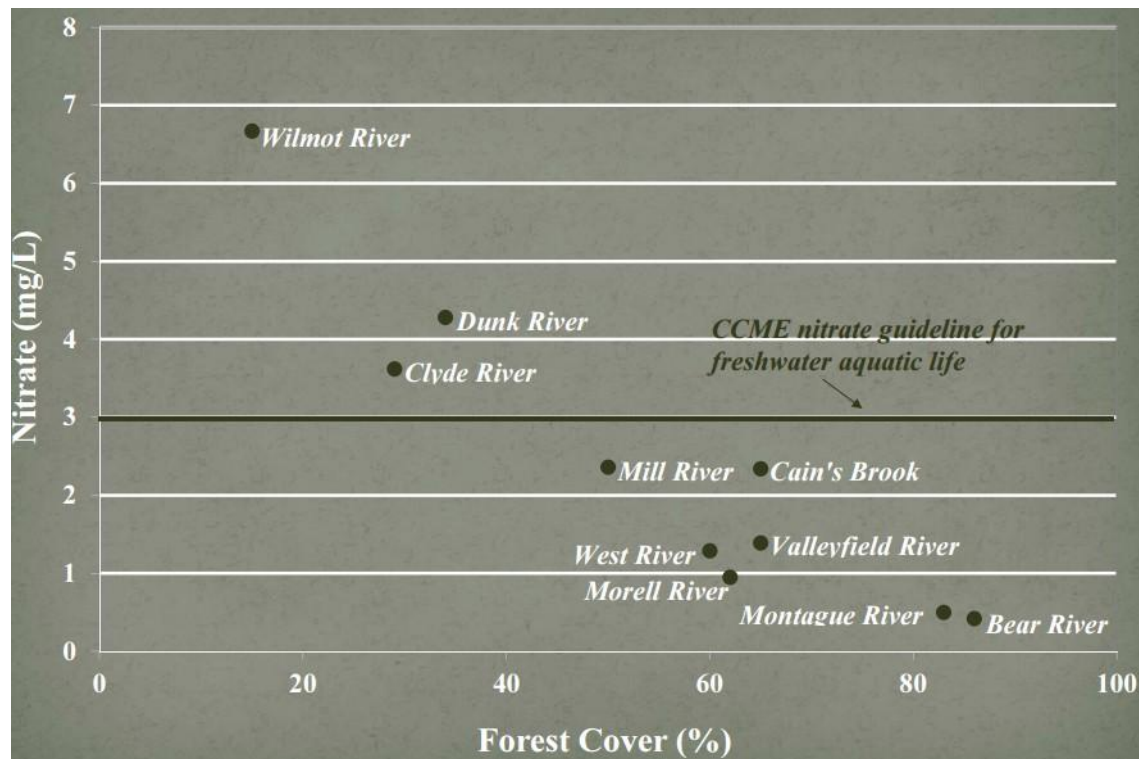 8
7
Wilmot River
6
5
Nitrate (mg/L)
Dunk River
CCME nitrate guideline for
freshwater aquatic life
4
Clyde River
3
Mill River
Cain's Brook
2
West River
Valleyfield River
1
Morell River
Montague River
Bear River
0
0 20 40 60 80 100
Forest Cover (%)